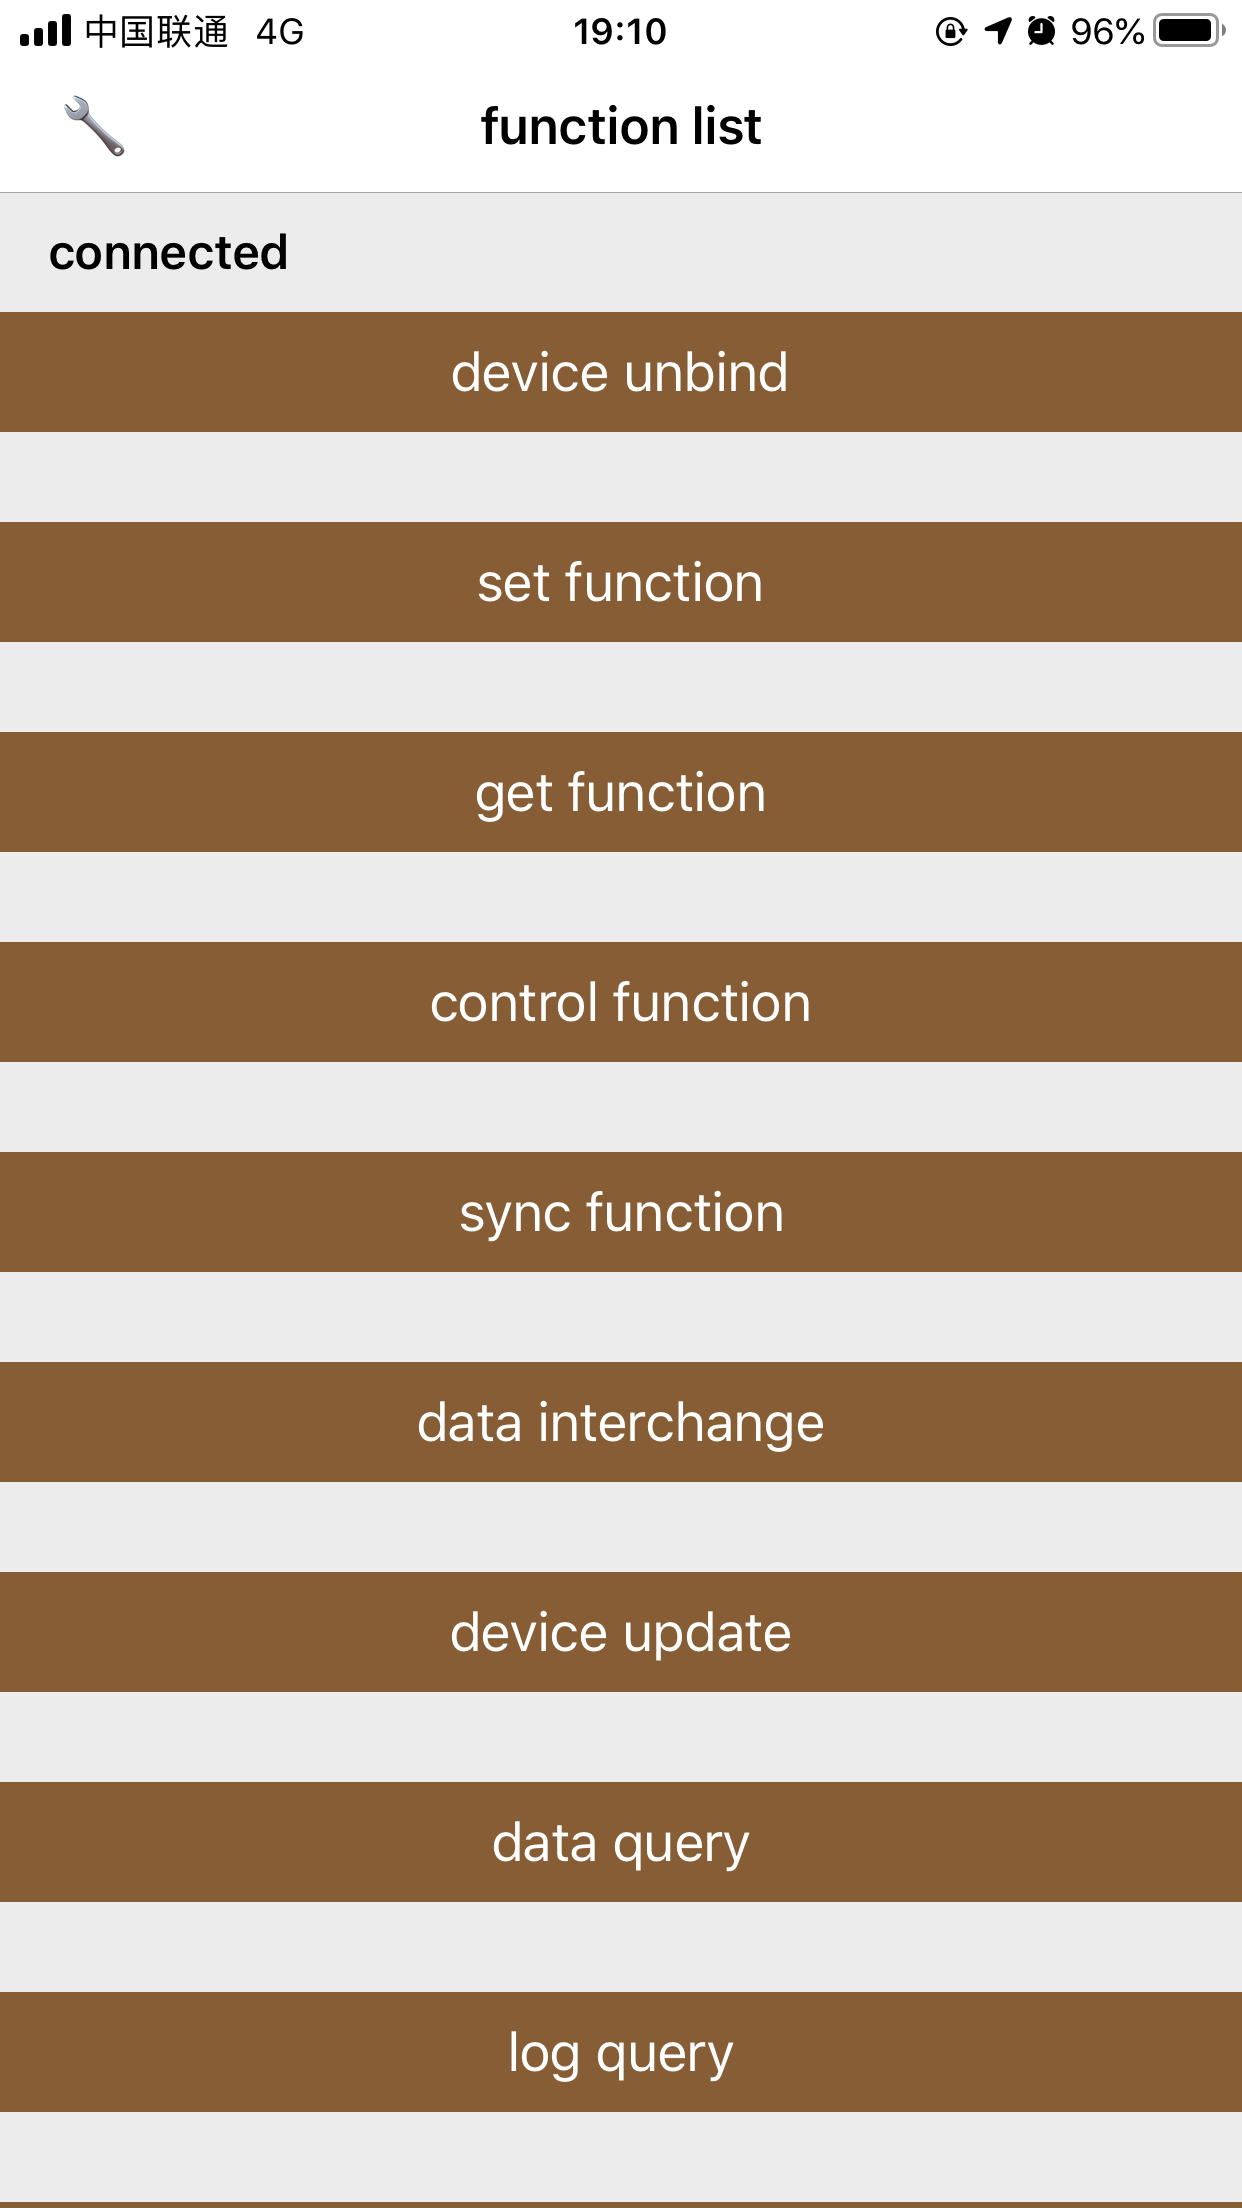 中国联通 4G 19:10 96%
function list
connected
device unbind
set function
get function
control function
sync function
data interchange
device update
data query
log query